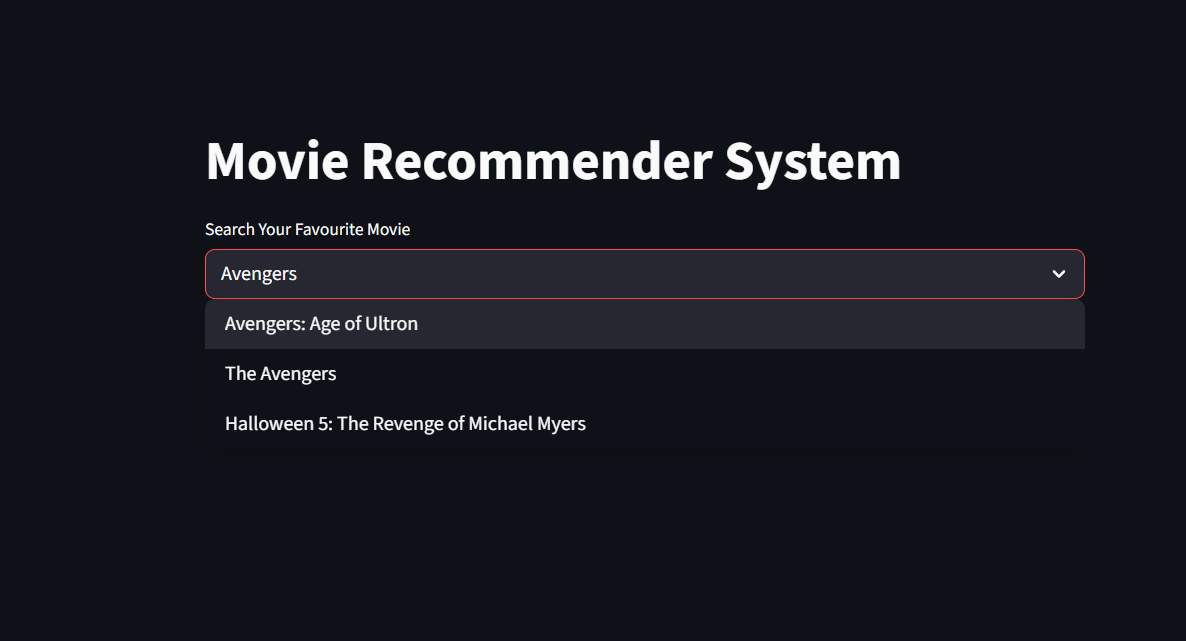 Movie Recommender System
Search Your Favourite Movie
Avengers
Avengers: Age of Ultron
The Avengers
Halloween 5: The Revenge of Michael Myers